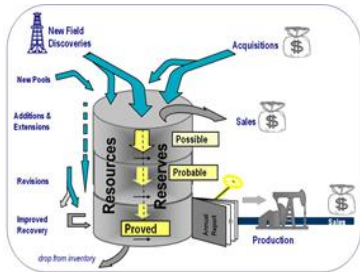 New Field
Discoveries
Acquisitions
$
New Pools
$
Sales
Additions &
Extensions
Possible
Resources
Reserves
Probable
Revisions
$
Improved
Recovery
Proved
Annual
Report
Sales
Production
drop from inventory